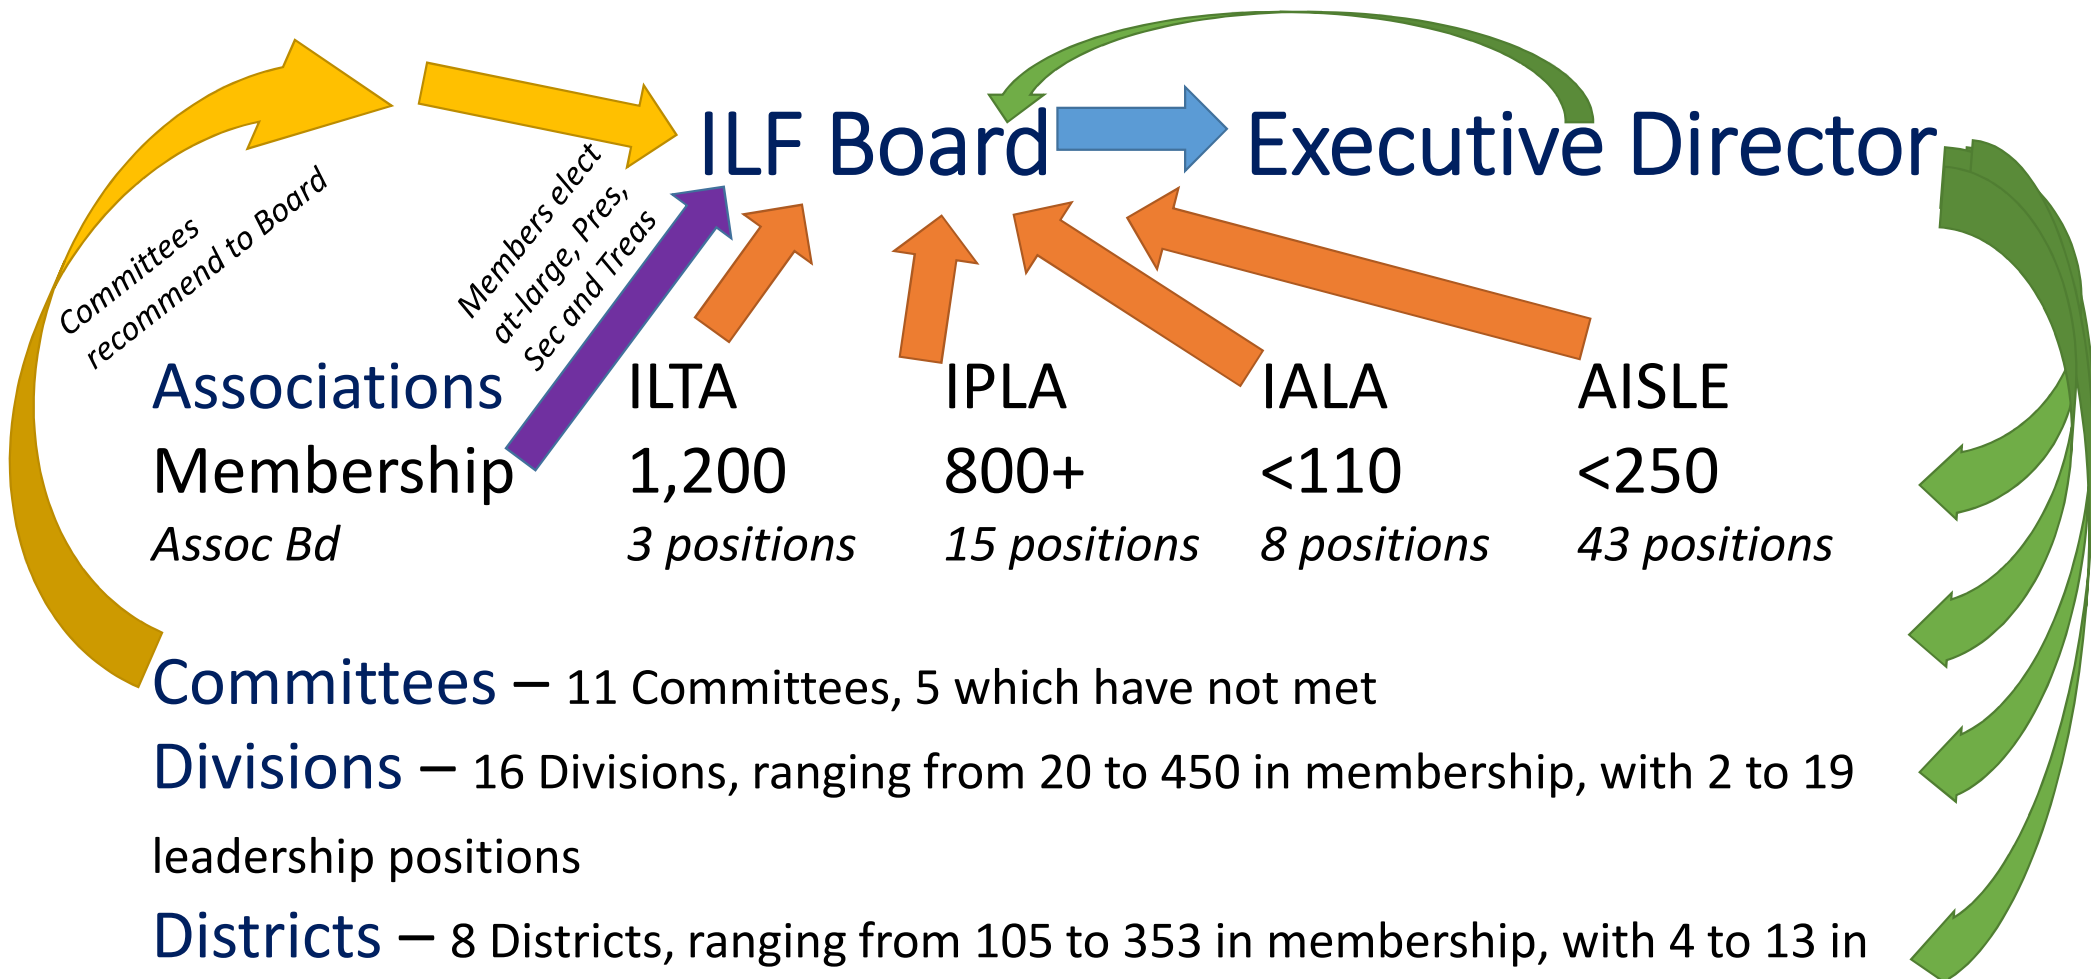 ILF Board Executive Director
Committees
recommend to Board
Members elect
at-large, Pres,
Sec and Treas
Associations ILTA IPLA IALA AISLE
Membership 1,200 800+ <110 <250
Assoc Bd 3 positions 15 positions 8 positions 43 positions
Committees – 11 Committees, 5 which have not met
Divisions – 16 Divisions, ranging from 20 to 450 in membership, with 2 to 19
leadership positions
Districts – 8 Districts, ranging from 105 to 353 in membership, with 4 to 13 in